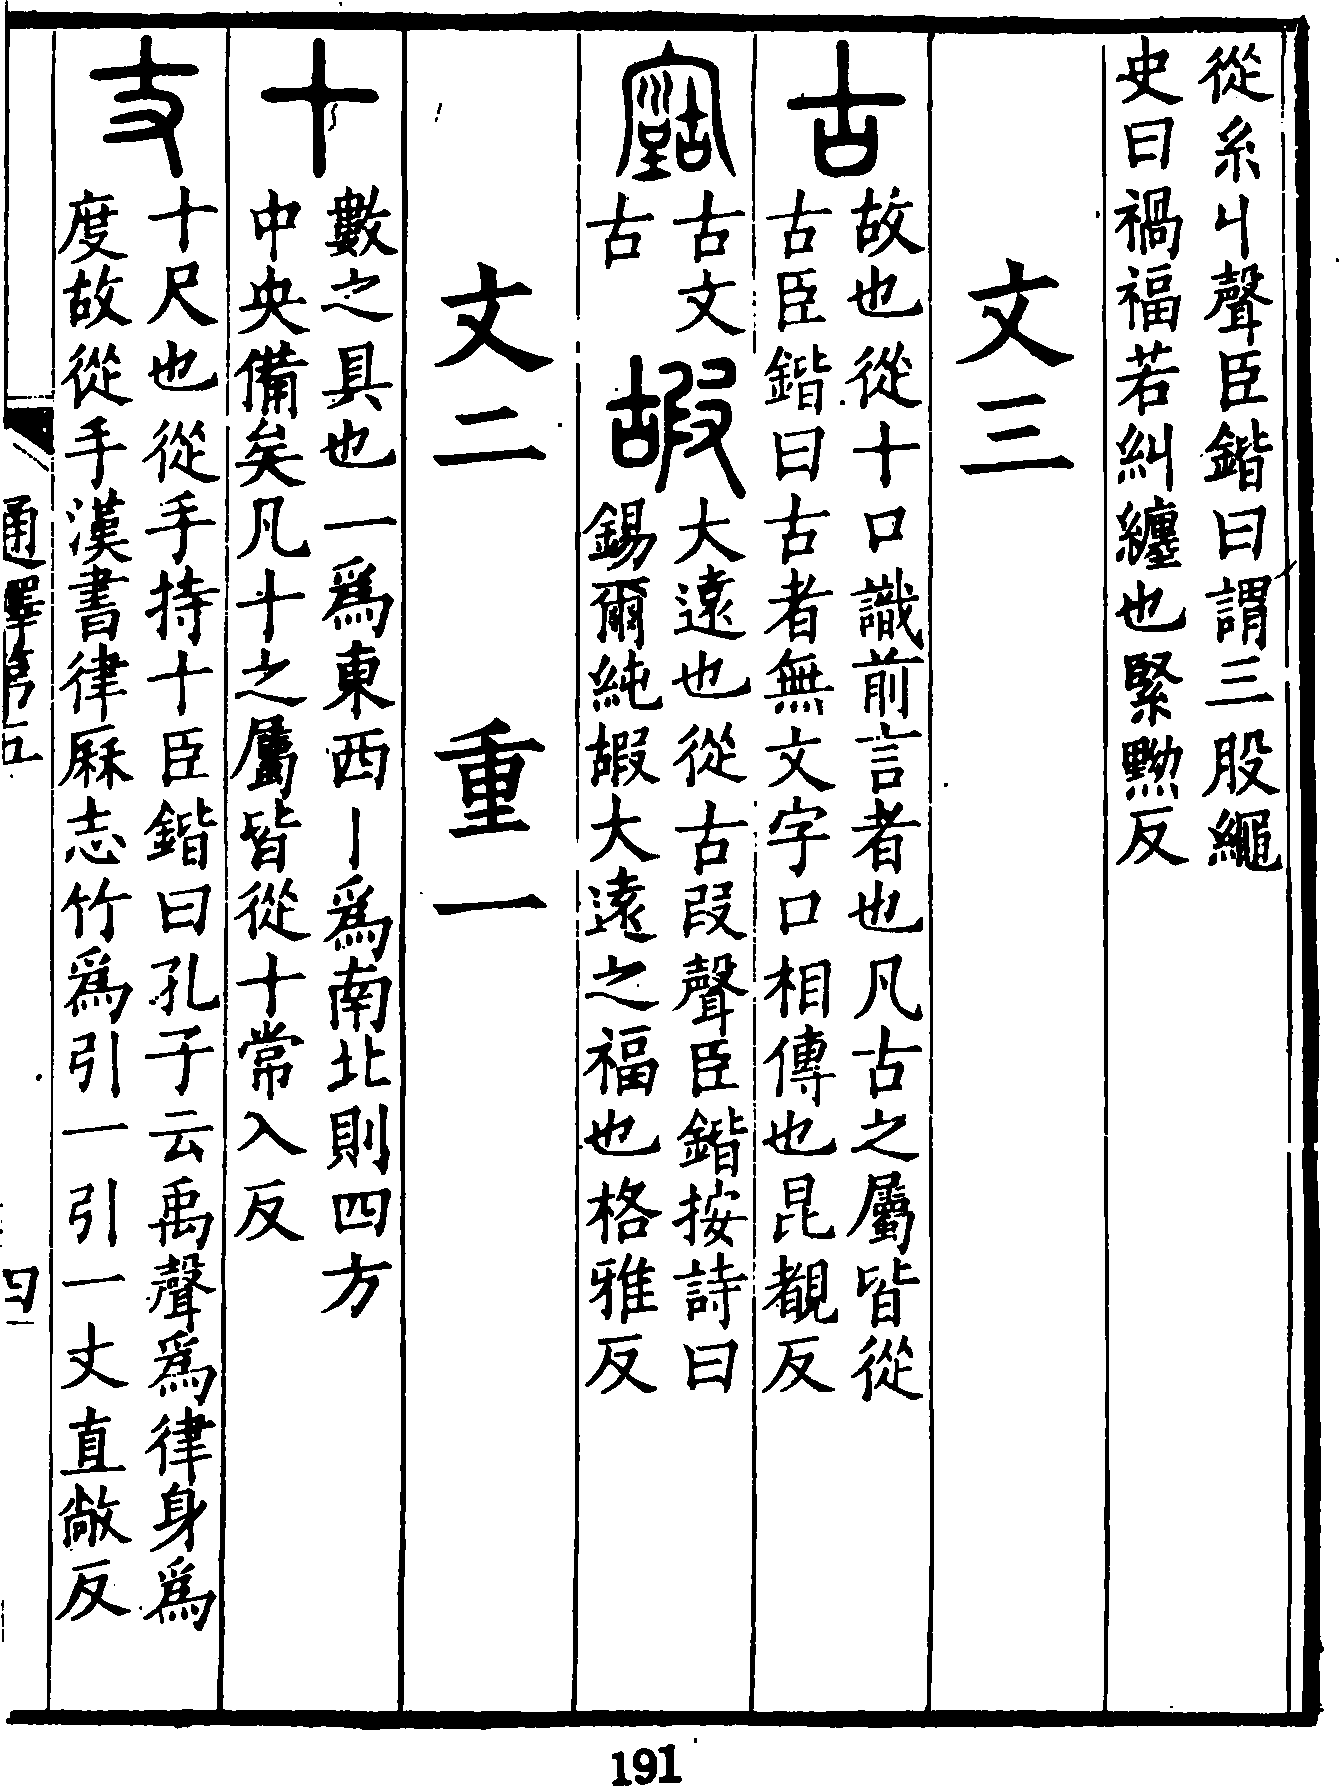 從糸丩聲臣鍇曰謂三股繩
史曰禍福若糾纏也緊黝反
文三
古
故也從十口識前言者也凡古之屬皆從
古臣鍇曰古者無文字口相傳也昆覩反
古文
古
嘏
大遠也從古叚聲臣鍇按詩曰
錫爾純嘏大遠之福也格雅反
文二 重一
十
數之具也一為東西丨為南北則四方
中央備矣凡十之屬皆從十常入反
丈
十尺也從手持十臣鍇曰孔子云禹聲為律身為
度故從手漢書律厤志竹為引一引一丈直敞反
通釋第五
四
191